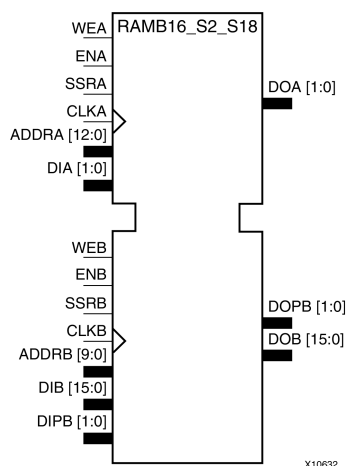 RAMB16_S2_S18
WEA
ENA
SSRA
CLKA
ADDRA [12:0]
DIA [1:0]
DOA [1:0]
WEB
ENB
SSRB
CLKB
ADDRB [9:0]
DIB [15:0]
DIPB [1:0]
DOPB [1:0]
DOB [15:0]
X10632